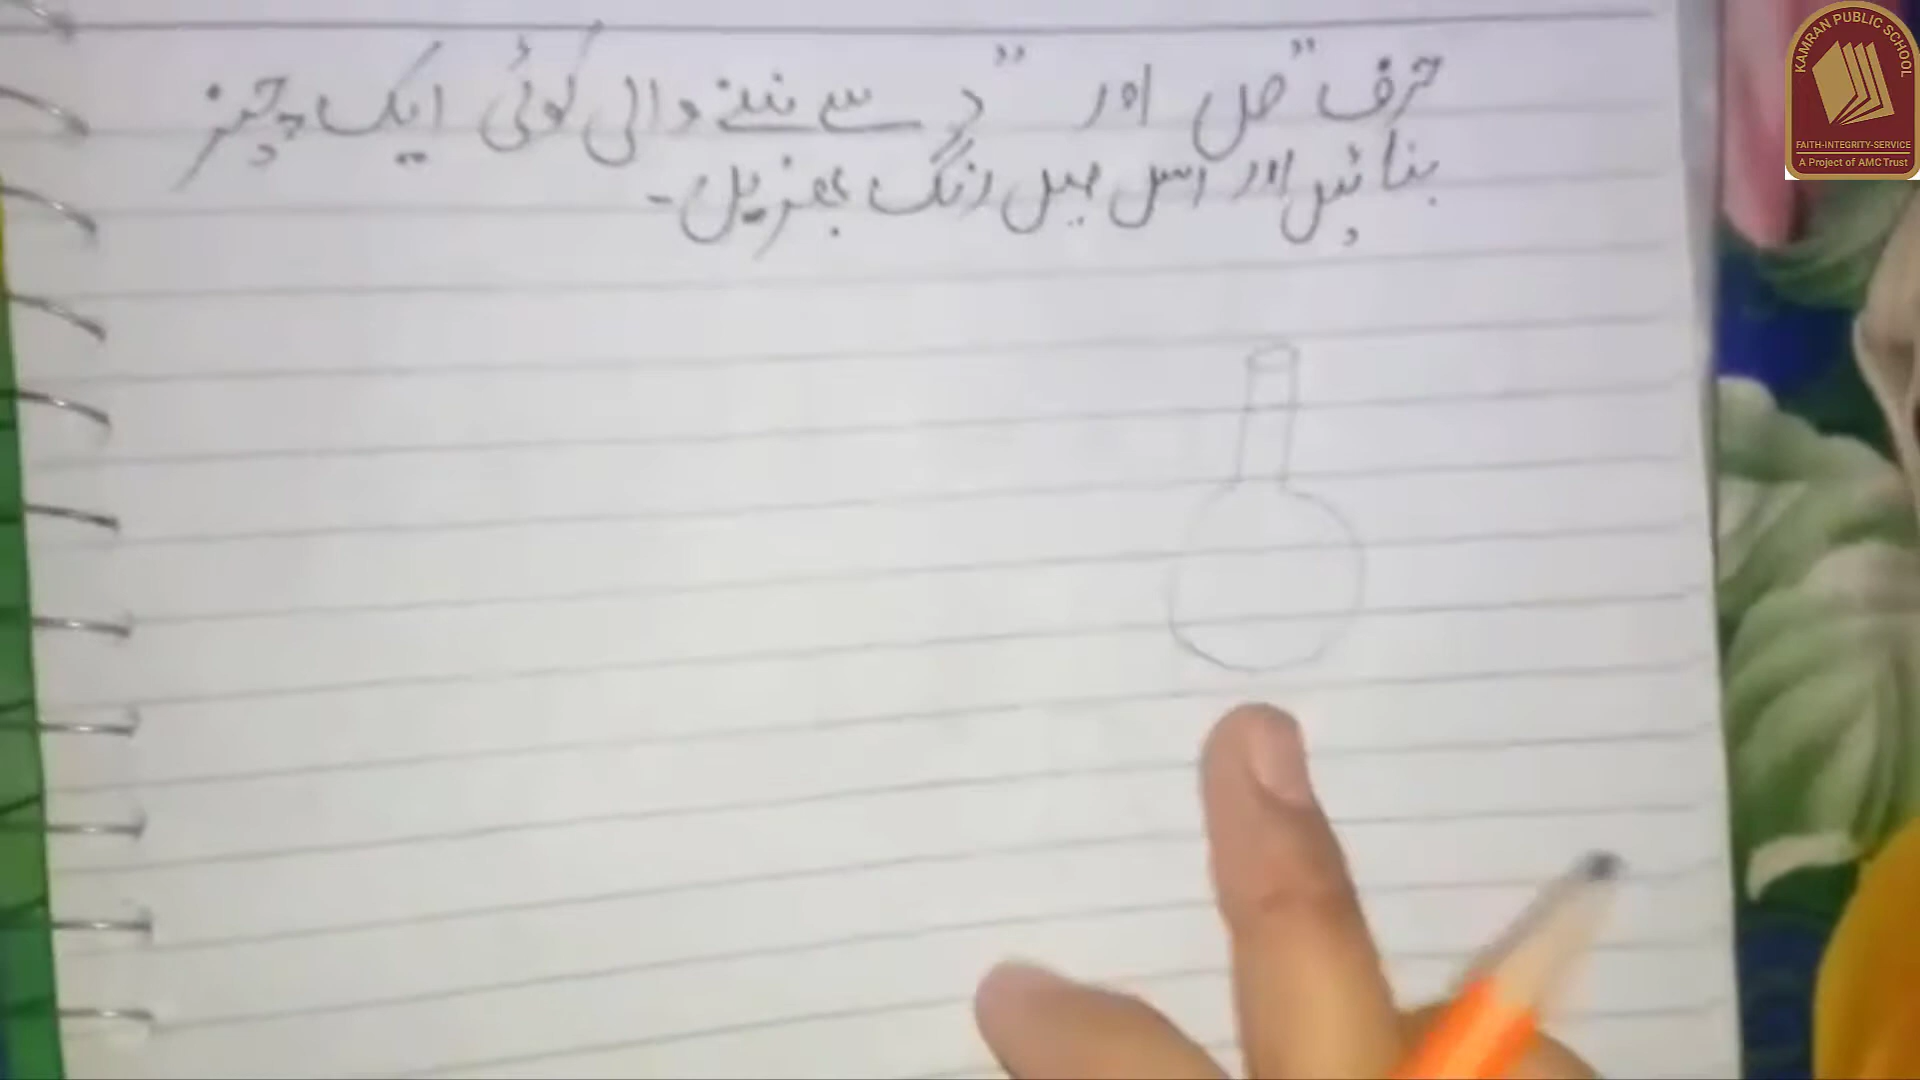 حرف "ص" اور "د" سے بننے والی کوئی ایک چیز
بنائیں اور اس میں رنگ بھریں۔
KAMRAN PUBLIC SCHOOL
FAITH-INTEGRITY-SERVICE
A Project of AMC Trust